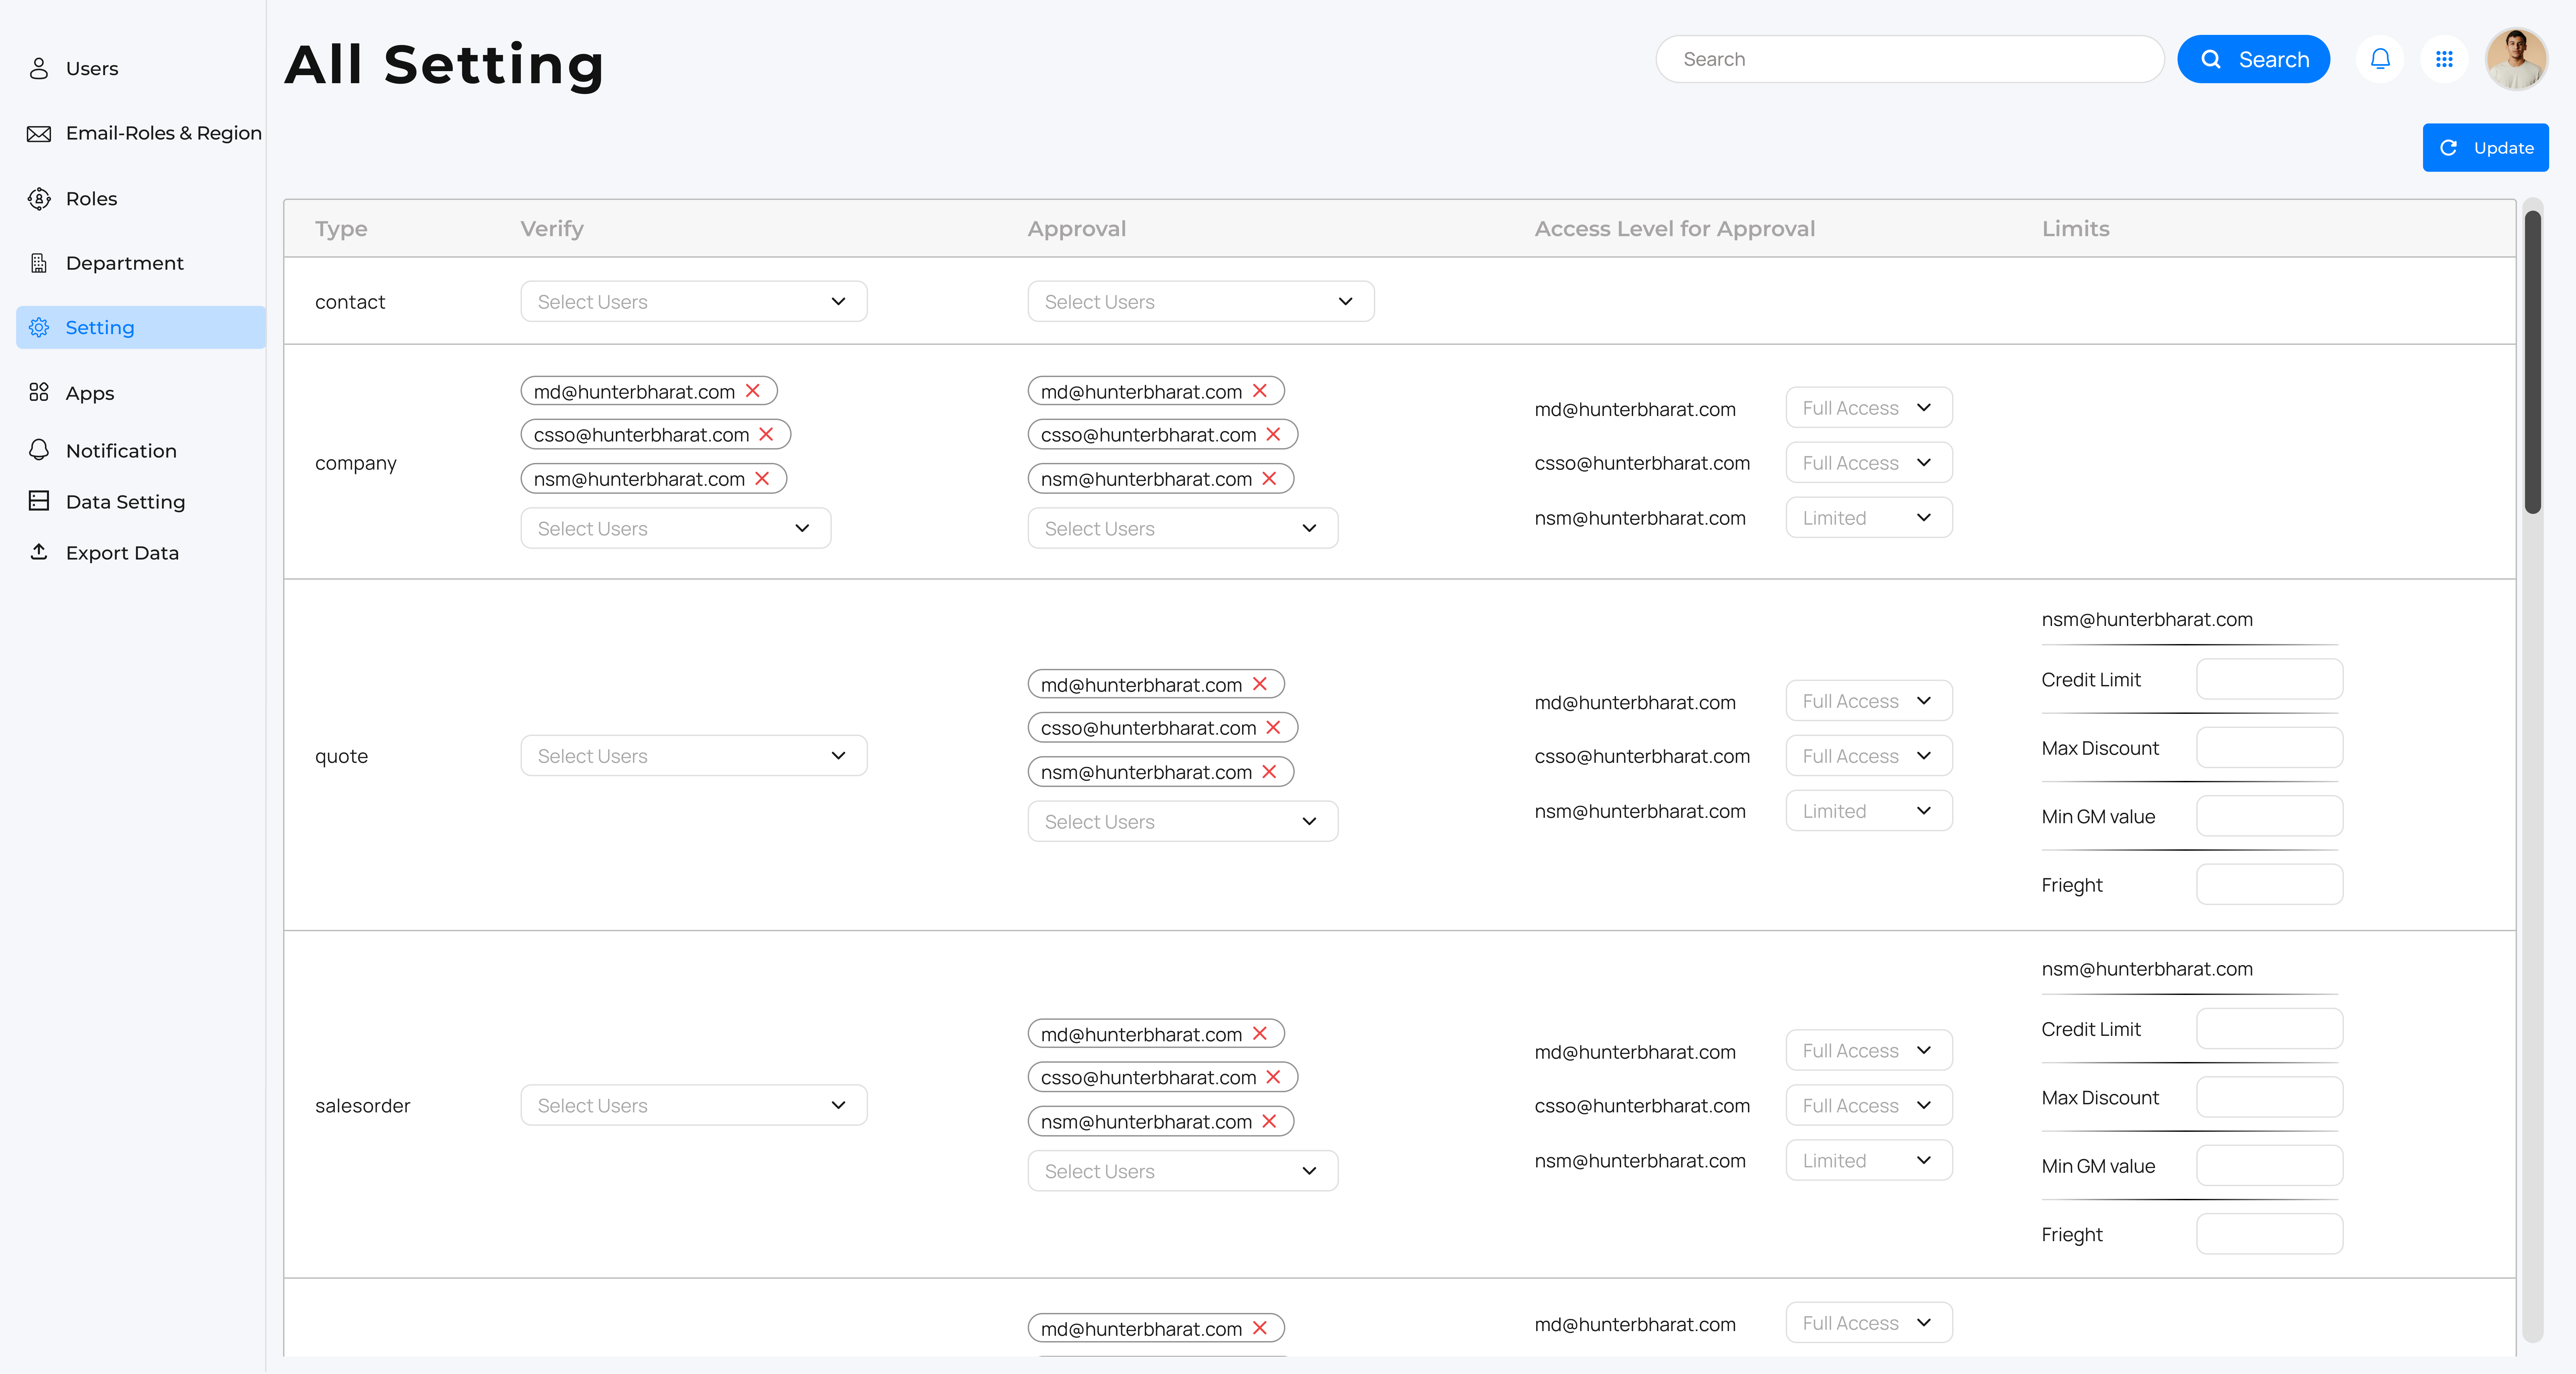 Users
Email-Roles & Region
Roles
Department
Setting
Apps
Notification
Data Setting
Export Data
All Setting
Search
Search
Update
Type Verify Approval Access Level for Approval Limits
contact Select Users Select Users
company
md@hunterbharat.com
csso@hunterbharat.com
nsm@hunterbharat.com
Select Users
md@hunterbharat.com
csso@hunterbharat.com
nsm@hunterbharat.com
Select Users
md@hunterbharat.com Full Access
csso@hunterbharat.com Full Access
nsm@hunterbharat.com Limited
quote
Select Users
md@hunterbharat.com
csso@hunterbharat.com
nsm@hunterbharat.com
Select Users
md@hunterbharat.com Full Access
csso@hunterbharat.com Full Access
nsm@hunterbharat.com Limited
nsm@hunterbharat.com
Credit Limit
Max Discount
Min GM value
Frieght
salesorder
Select Users
md@hunterbharat.com
csso@hunterbharat.com
nsm@hunterbharat.com
Select Users
md@hunterbharat.com Full Access
csso@hunterbharat.com Full Access
nsm@hunterbharat.com Limited
nsm@hunterbharat.com
Credit Limit
Max Discount
Min GM value
Frieght
md@hunterbharat.com
md@hunterbharat.com Full Access